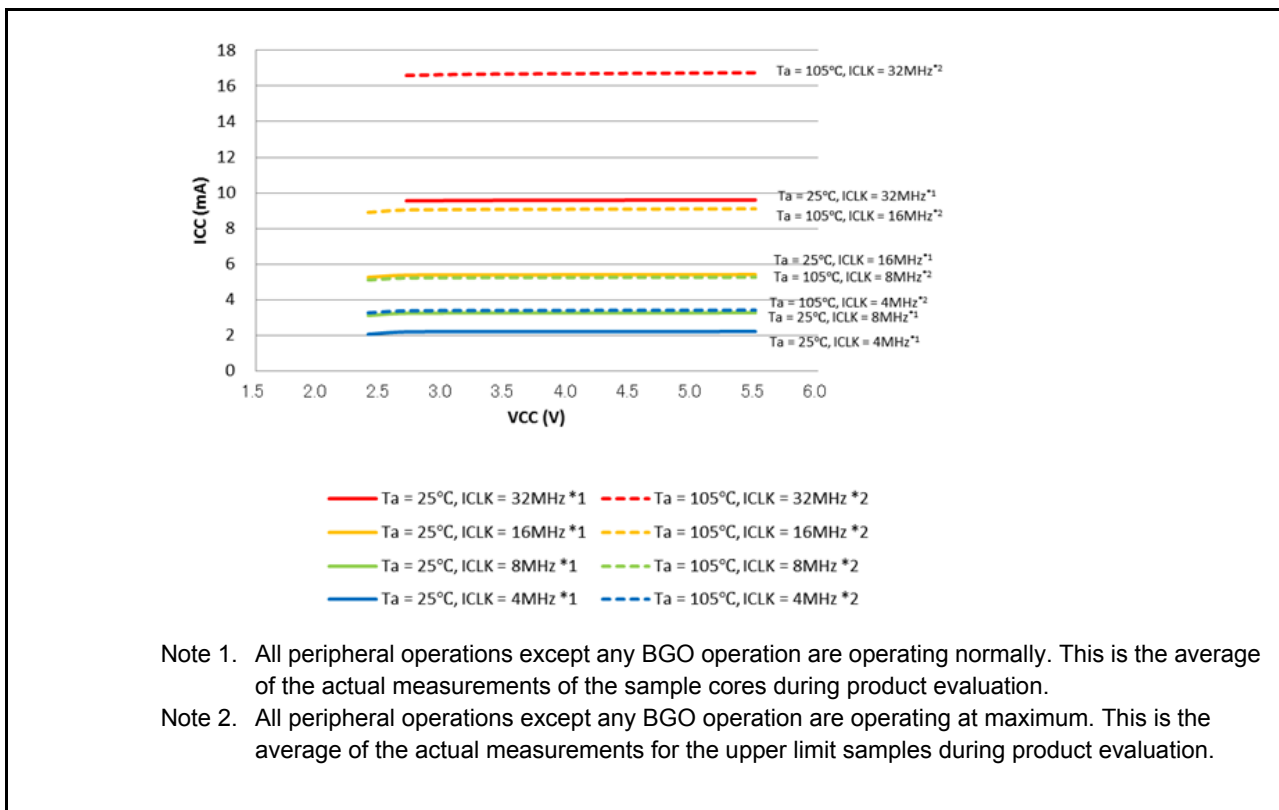 18
16
14
12
10
8
6
4
2
0
ICC (mA)
1.5 2.0 2.5 3.0 3.5 4.0 4.5 5.0 5.5 6.0
VCC (V)
Ta = 105℃, ICLK = 32MHz*2
Ta = 25℃, ICLK = 32MHz*1
Ta = 105℃, ICLK = 16MHz*2
Ta = 25℃, ICLK = 16MHz*1
Ta = 105℃, ICLK = 8MHz*2
Ta = 105℃, ICLK = 4MHz*2
Ta = 25℃, ICLK = 8MHz*1
Ta = 25℃, ICLK = 4MHz*1
Ta = 25℃, ICLK = 32MHz *1 Ta = 105℃, ICLK = 32MHz *2
Ta = 25℃, ICLK = 16MHz *1 Ta = 105℃, ICLK = 16MHz *2
Ta = 25℃, ICLK = 8MHz *1 Ta = 105℃, ICLK = 8MHz *2
Ta = 25℃, ICLK = 4MHz *1 Ta = 105℃, ICLK = 4MHz *2
Note 1. All peripheral operations except any BGO operation are operating normally. This is the average
of the actual measurements of the sample cores during product evaluation.
Note 2. All peripheral operations except any BGO operation are operating at maximum. This is the
average of the actual measurements for the upper limit samples during product evaluation.